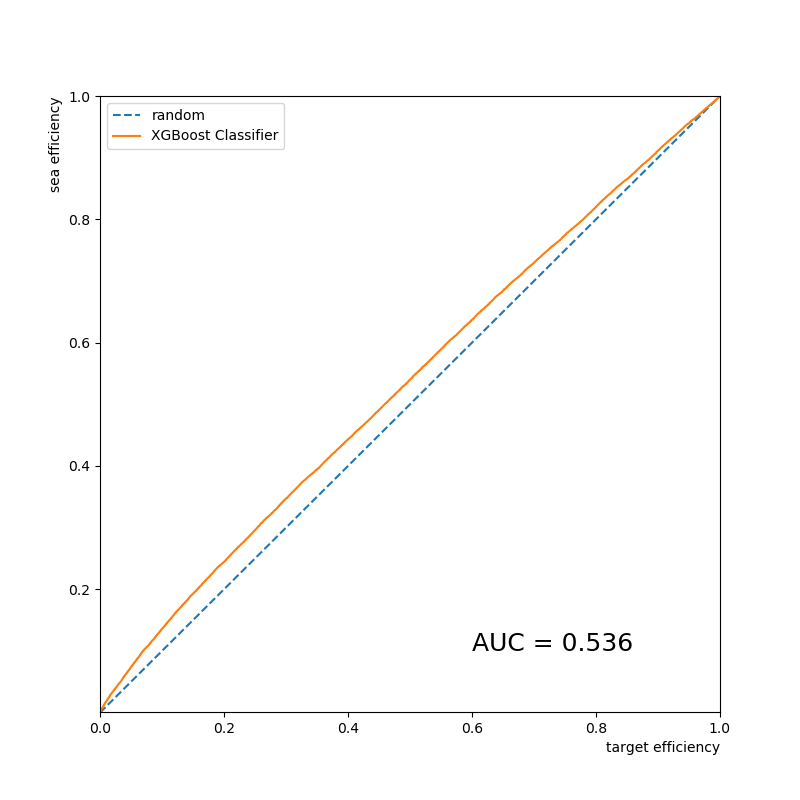 sea efficiency
1.0
0.8
0.6
0.4
0.2
random
XGBoost Classifier
AUC = 0.536
0.0 0.2 0.4 0.6 0.8 1.0
target efficiency